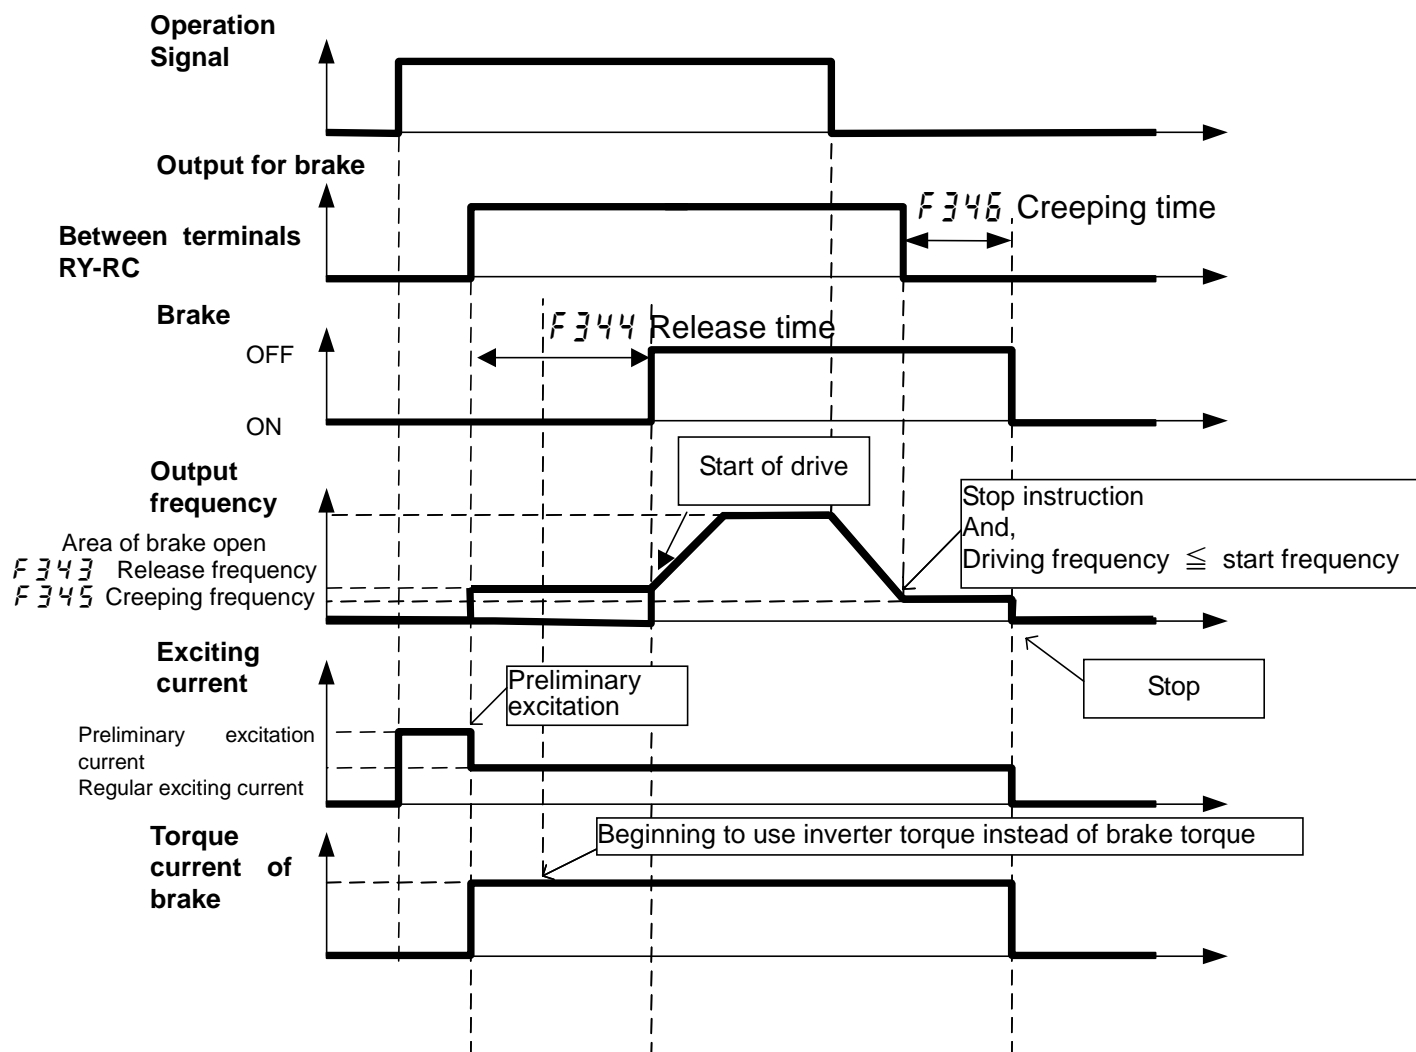 Operation
Signal
Output for brake
F346 Creeping time
Between terminals
RY-RC
Brake
F344 Release time
OFF
ON
Output
frequency
Start of drive
Stop instruction
And,
Driving frequency ≦ start frequency
Area of brake open
F343 Release frequency
F345 Creeping frequency
Exciting
current
Preliminary
excitation
Stop
Preliminary excitation
current
Regular exciting current
Torque
current of
brake
Beginning to use inverter torque instead of brake torque